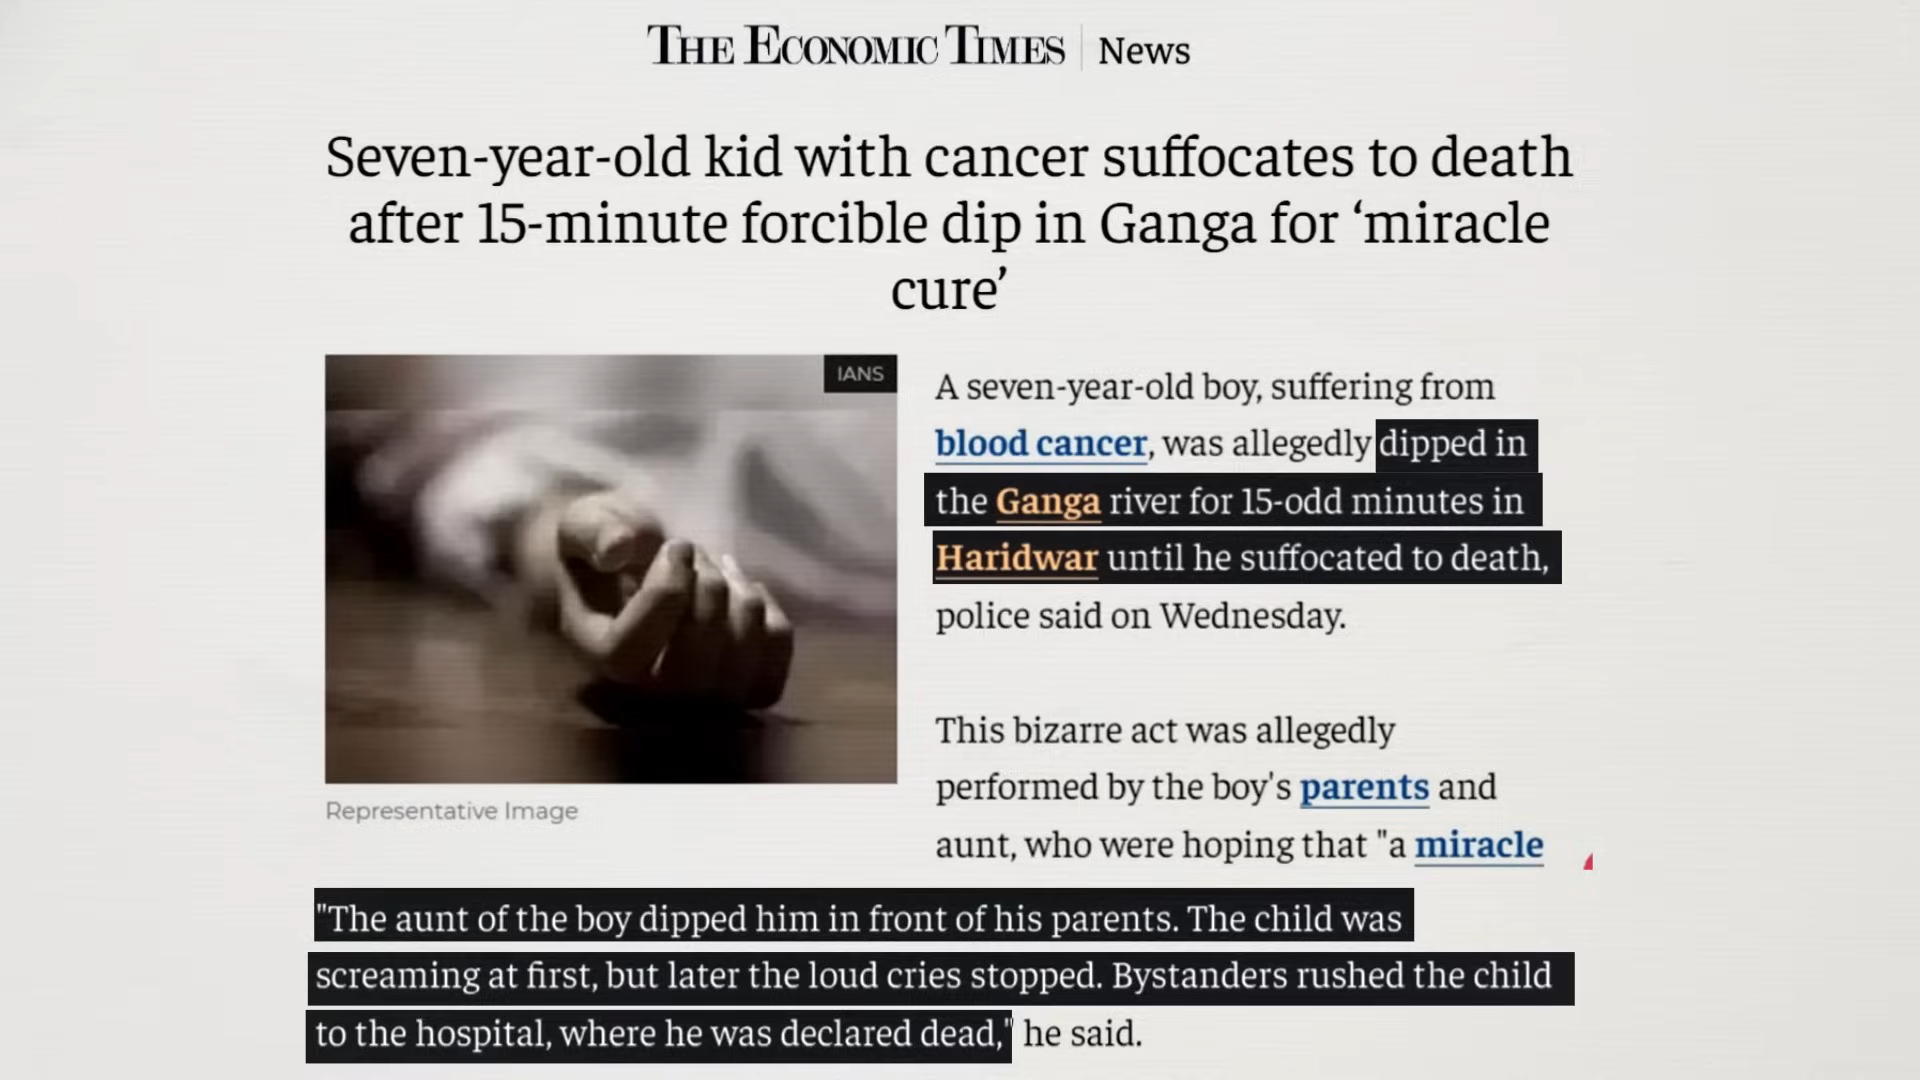 THE ECONOMIC TIMES | News
Seven-year-old kid with cancer suffocates to death
after 15-minute forcible dip in Ganga for ‘miracle
cure’
IANS
Representative Image
A seven-year-old boy, suffering from
blood cancer, was allegedly dipped in
the Ganga river for 15-odd minutes in
Haridwar until he suffocated to death,
police said on Wednesday.
This bizarre act was allegedly
performed by the boy's parents and
aunt, who were hoping that "a miracle
"The aunt of the boy dipped him in front of his parents. The child was
screaming at first, but later the loud cries stopped. Bystanders rushed the child
to the hospital, where he was declared dead," he said.